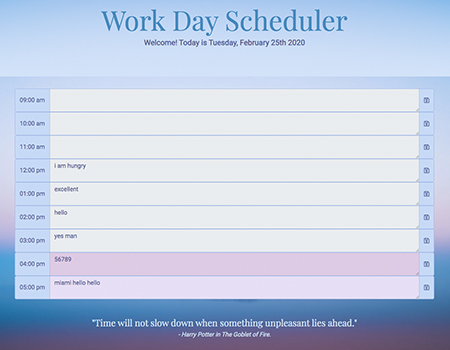 Work Day Scheduler
Welcome! Today is Tuesday, February 25th 2020
09:00 am
10:00 am
11:00 am
12:00 pm i am hungry
01:00 pm excellent
02:00 pm hello
03:00 pm yes man
04:00 pm 56789
05:00 pm miami hello hello
"Time will not slow down when something unpleasant lies ahead."
- Harry Potter in The Goblet of Fire.